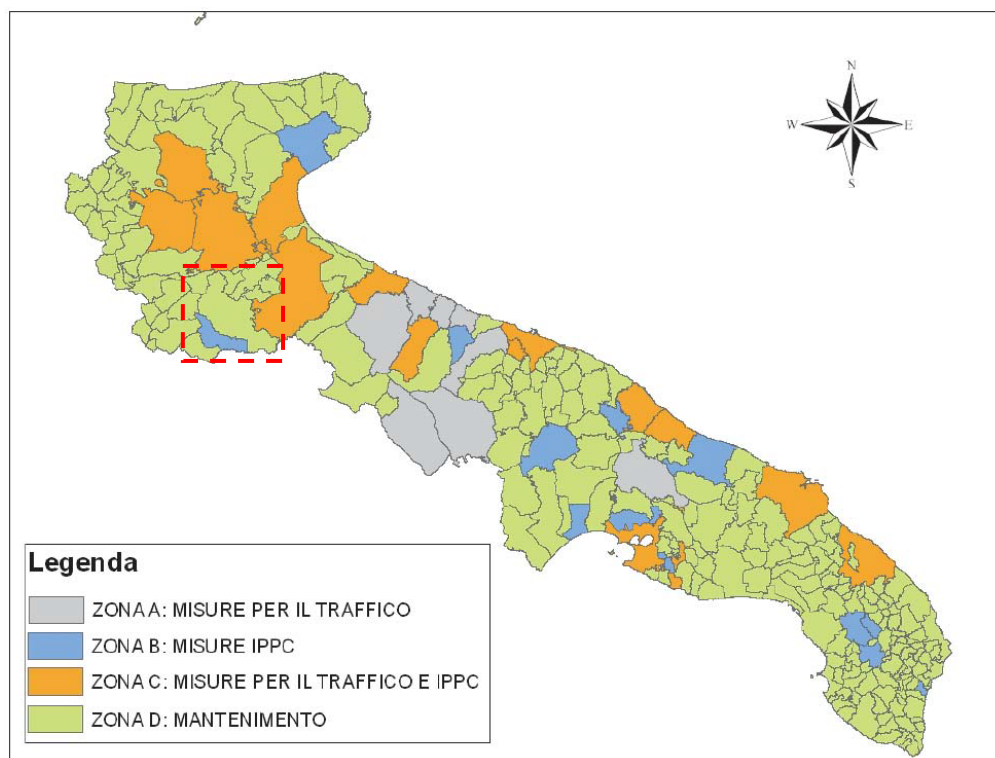 N
W E
S
Legenda
ZONA A: MISURE PER IL TRAFFICO
ZONA B: MISURE IPPC
ZONA C: MISURE PER IL TRAFFICO E IPPC
ZONA D: MANTENIMENTO